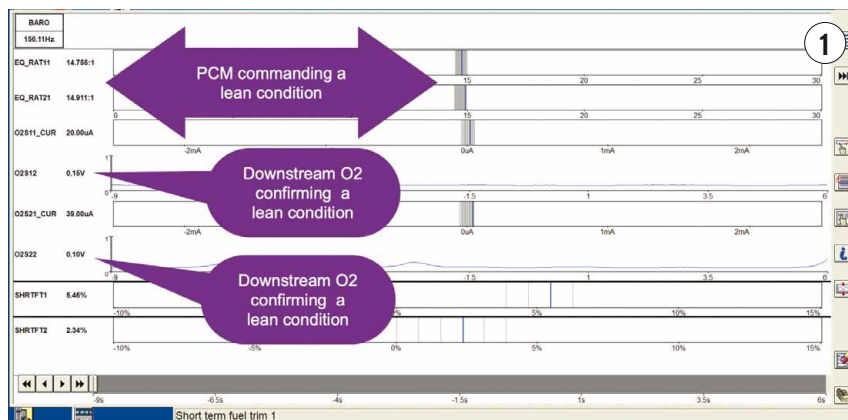 BARO
156.11Hz
1
EQ_RAT11 14.756:1
15 20 25 30
PCM commanding a
lean condition
EQ_RAT21 14.911:1
0 15 20 25 30
O2S11_CUR 20.00uA
-2mA 0uA 1mA 2mA
O2S12 0.15V
1
0
-1.5 1 3.5 6
Downstream O2
confirming a
lean condition
O2S21_CUR 39.00uA
-2mA 0uA 1mA 2mA
O2S22 0.10V
1
0
-9 -1.5 1 3.5 6
Downstream O2
confirming a
lean condition
SHRTFT1 5.46%
-10% 5% 10% 15%
SHRTFT2 2.34%
-10% -5% 0% 5% 10% 15%
-9s -6.5s -4s -1.5s 1s 3.5s 6s
Short term fuel trim 1